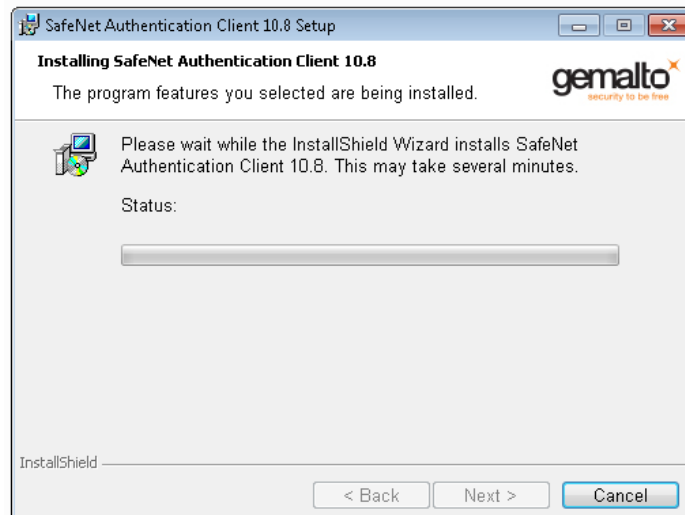 SafeNet Authentication Client 10.8 Setup
Installing SafeNet Authentication Client 10.8
The program features you selected are being installed.
gemalto
security to be free
Please wait while the InstallShield Wizard installs SafeNet
Authentication Client 10.8. This may take several minutes.
Status:
InstallShield
< Back
Next >
Cancel